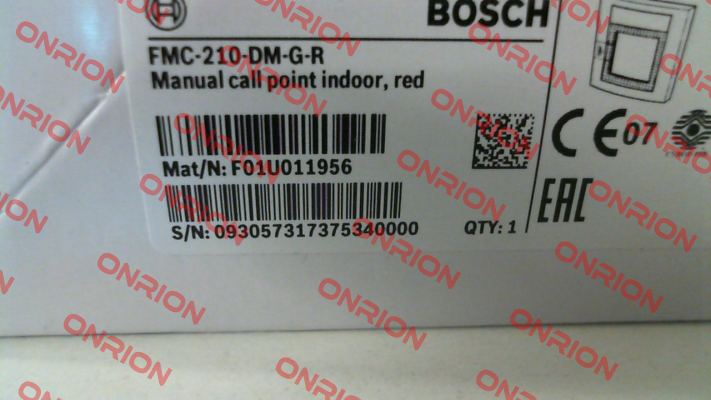 BOSCH
FMC-210-DM-G-R
Manual call point indoor, red
Mat/N: F01U011956
S/N: 093057317375340000
QTY: 1
CE 07
EAC
ONRION